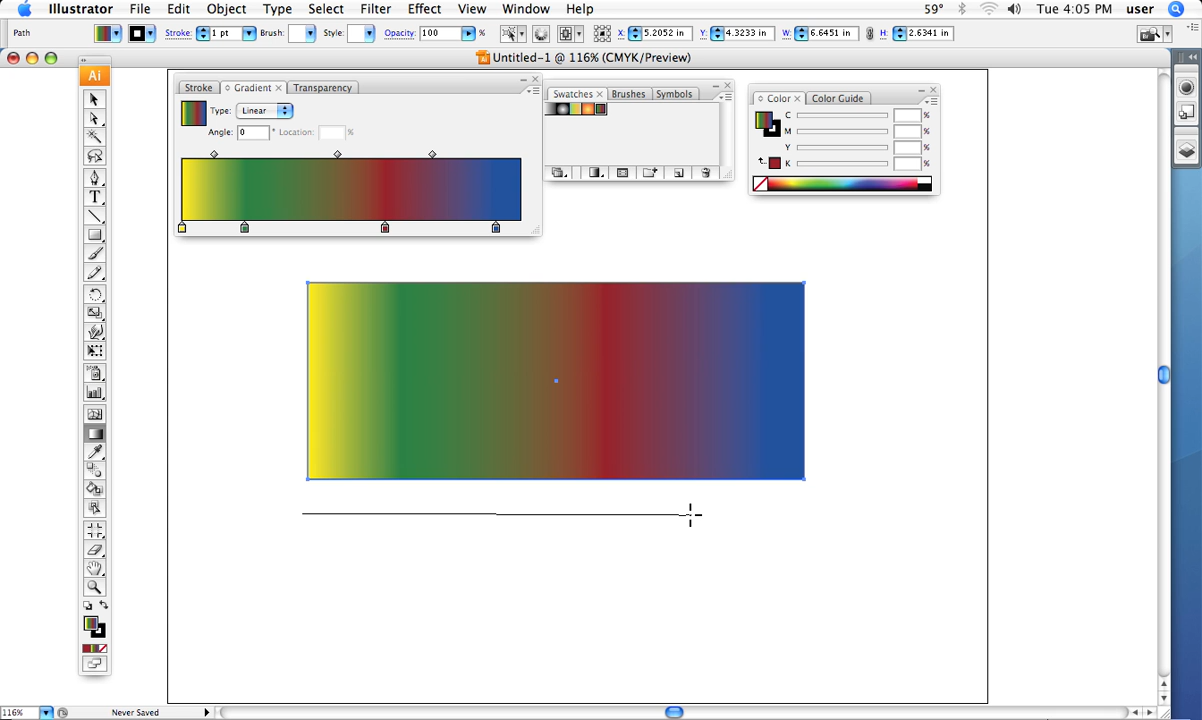 Illustrator File Edit Type Select Filter Effect View Window Help 59° Tue 4:05 PM user
Path Stroke: 1 pt Brush: Style: Opacity: 100 % X: 5.2052 in Y: 4.3233 in W: 6.6451 in H: 2.6341 in
Untitled-1 @ 116% (CMYK/Preview)
Ai
Stroke Gradient Transparency
Type: Linear
Angle: 0 ° Location: %
Swatches Brushes Symbols
Color Color Guide
C %
M %
Y %
K %
T
116% Never Saved